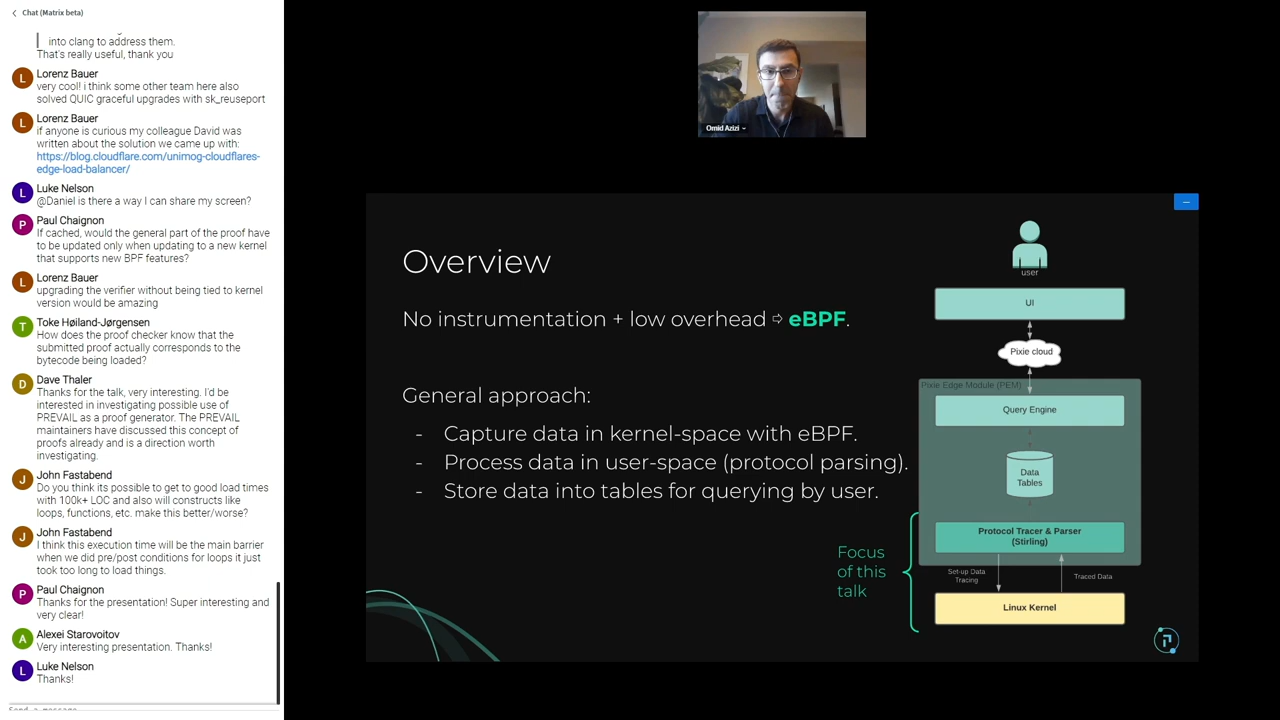 Chat (Matrix beta)
into clang to address them.
That's really useful, thank you
L
Lorenz Bauer
very cool! i think some other team here also
solved QUIC graceful upgrades with sk_reuseport
L
Lorenz Bauer
if anyone is curious my colleague David was
written about the solution we came up with:
https://blog.cloudflare.com/unimog-cloudflares-
edge-load-balancer/
L
Luke Nelson
@Daniel is there a way I can share my screen?
P
Paul Chaignon
If cached, would the general part of the proof have
to be updated only when updating to a new kernel
that supports new BPF features?
L
Lorenz Bauer
upgrading the verifier without being tied to kernel
version would be amazing
T
Toke Høiland-Jørgensen
How does the proof checker know that the
submitted proof actually corresponds to the
bytecode being loaded?
D
Dave Thaler
Thanks for the talk, very interesting. I'd be
interested in investigating possible use of
PREVAIL as a proof generator. The PREVAIL
maintainers have discussed this concept of
proofs already and is a direction worth
investigating.
J
John Fastabend
Do you think its possible to get to good load times
with 100k+ LOC and also will constructs like
loops, functions, etc. make this better/worse?
J
John Fastabend
I think this execution time will be the main barrier
when we did pre/post conditions for loops it just
took too long to load things.
P
Paul Chaignon
Thanks for the presentation! Super interesting and
very clear!
A
Alexei Starovoitov
Very interesting presentation. Thanks!
L
Luke Nelson
Thanks!
Send a message
Omid Azizi
Overview
No instrumentation + low overhead ⇨ eBPF.
General approach:
- Capture data in kernel-space with eBPF.
- Process data in user-space (protocol parsing).
- Store data into tables for querying by user.
Focus
of this
talk
user
UI
Pixie cloud
Pixie Edge Module (PEM)
Query Engine
Data
Tables
Protocol Tracer & Parser
(Stirling)
Set-up Data
Tracing
Traced Data
Linux Kernel